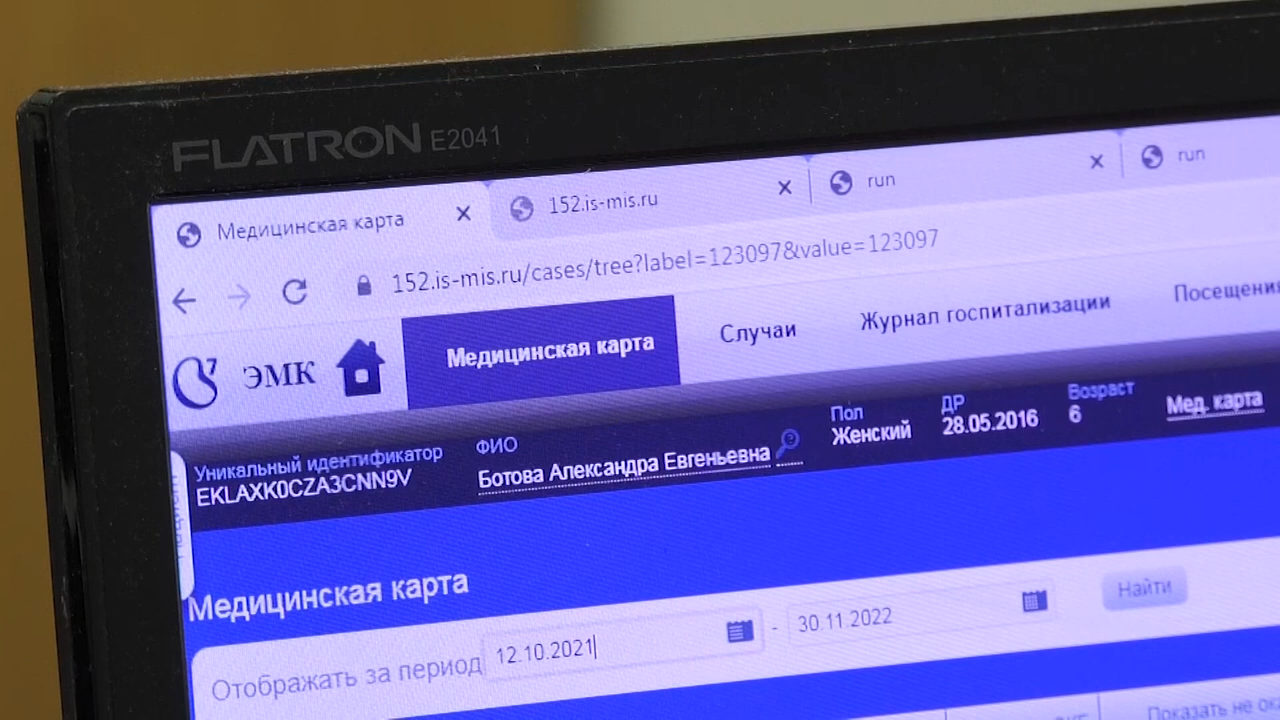 FLATRON E2041
Медицинская карта
152.is-mis.ru
run
run
152.is-mis.ru/cases/tree?label=123097&value=123097
ЭМК
Медицинская карта
Случаи
Журнал госпитализации
Посещения
Уникальный идентификатор
EKLAXK0CZA3CNN9V
ФИО
Ботова Александра Евгеньевна
Пол
Женский
ДР
28.05.2016
Возраст
6
Мед. карта
Медицинская карта
Отображать за период 12.10.2021 - 30.11.2022
Найти
Показать не